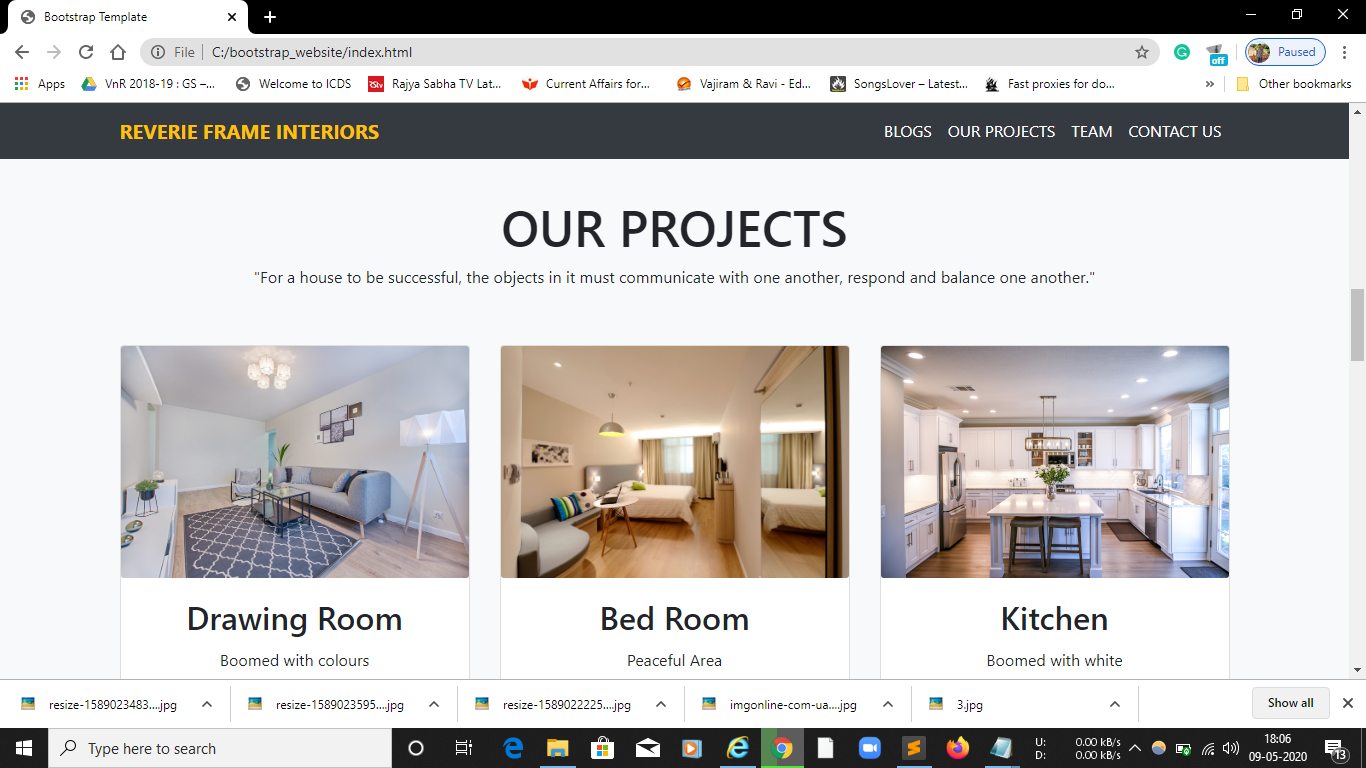 Bootstrap Template
File C:/bootstrap_website/index.html
Paused
off
Apps VnR 2018-19 : GS –... Welcome to ICDS Rajya Sabha TV Lat... Current Affairs for... Vajiram & Ravi - Ed... SongsLover – Latest... Fast proxies for do... » Other bookmarks
REVERIE FRAME INTERIORS BLOGS OUR PROJECTS TEAM CONTACT US
OUR PROJECTS
"For a house to be successful, the objects in it must communicate with one another, respond and balance one another."
Drawing Room Bed Room Kitchen
Boomed with colours Peaceful Area Boomed with white
resize-1589023483....jpg resize-1589023595....jpg resize-1589022225....jpg imgonline-com-ua....jpg 3.jpg Show all
Type here to search
U: 0.00 kB/s
D: 0.00 kB/s
18:06
09-05-2020
13